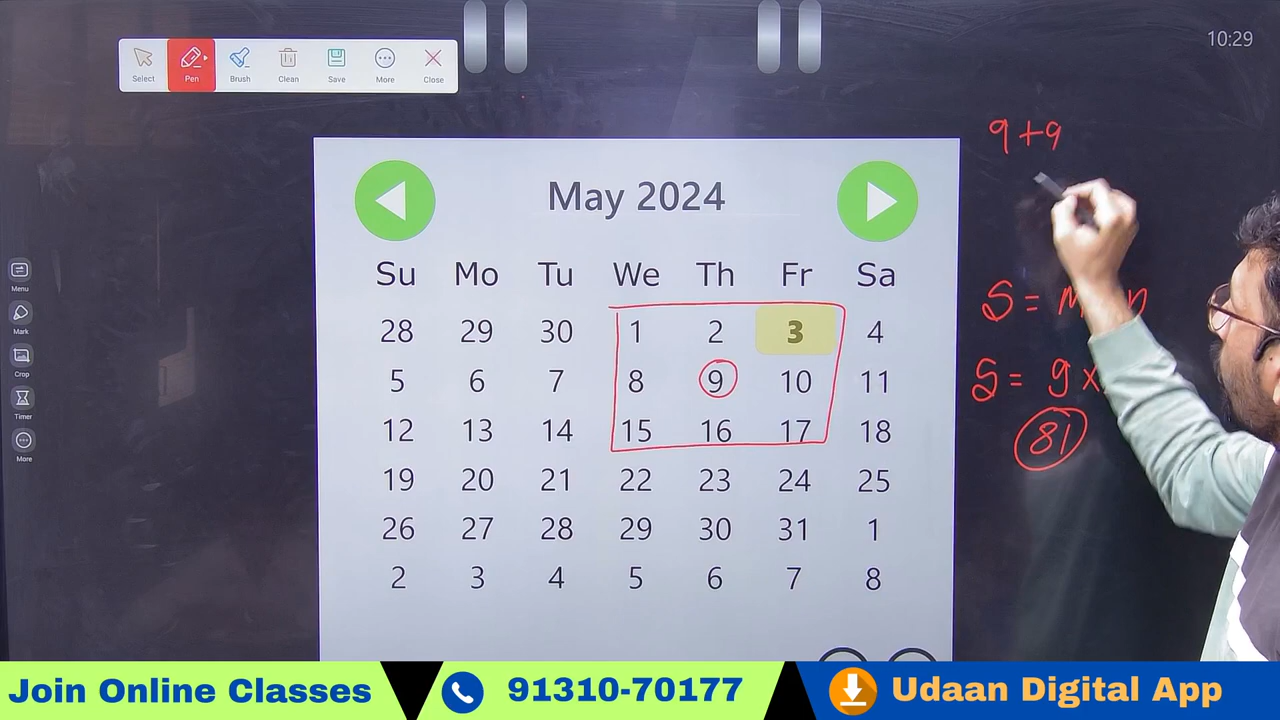 Select Pen Brush Clean Save More Close
10:29
9+9
May 2024
Su Mo Tu We Th Fr Sa
28 29 30 1 2 3 4
5 6 7 8 9 10 11
12 13 14 15 16 17 18
19 20 21 22 23 24 25
26 27 28 29 30 31 1
2 3 4 5 6 7 8
Menu
Mark
Crop
Timer
More
S =
S = 9 ×
81
Join Online Classes 91310-70177 Udaan Digital App